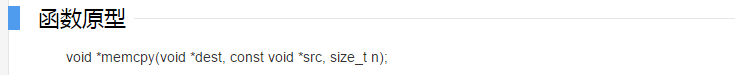 函数原型
void *memcpy(void *dest, const void *src, size_t n);